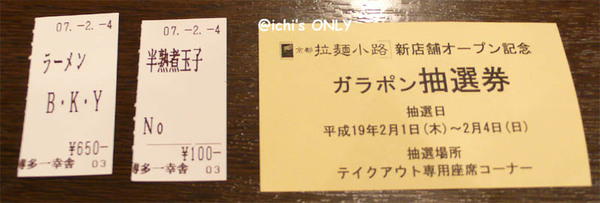 @ichi's ONLY
07.-2.-4
ラーメン
B・K・Y
¥650-
博多一幸舎 03
07.-2.-4
半熟煮玉子
No
¥100-
博多一幸舎 03
京都 拉麺小路 新店舗オープン記念
ガラポン抽選券
抽選日
平成19年2月1日(木)～2月4日(日)
抽選場所
テイクアウト専用座席コーナー